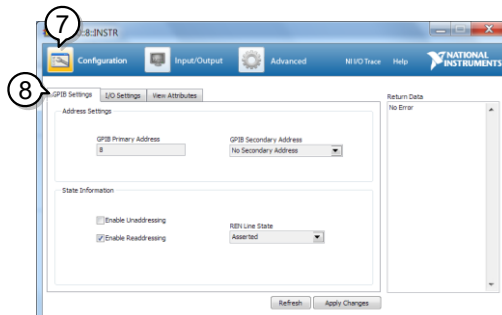 7
:8::INSTR
Configuration
Input/Output
Advanced
NI I/O Trace
Help
NATIONAL
INSTRUMENTS
8
GPIB Settings
I/O Settings
View Attributes
Return Data
No Error
Address Settings
GPIB Primary Address
8
GPIB Secondary Address
No Secondary Address
State Information
Enable Unaddressing
Enable Readdressing
REN Line State
Asserted
Refresh
Apply Changes